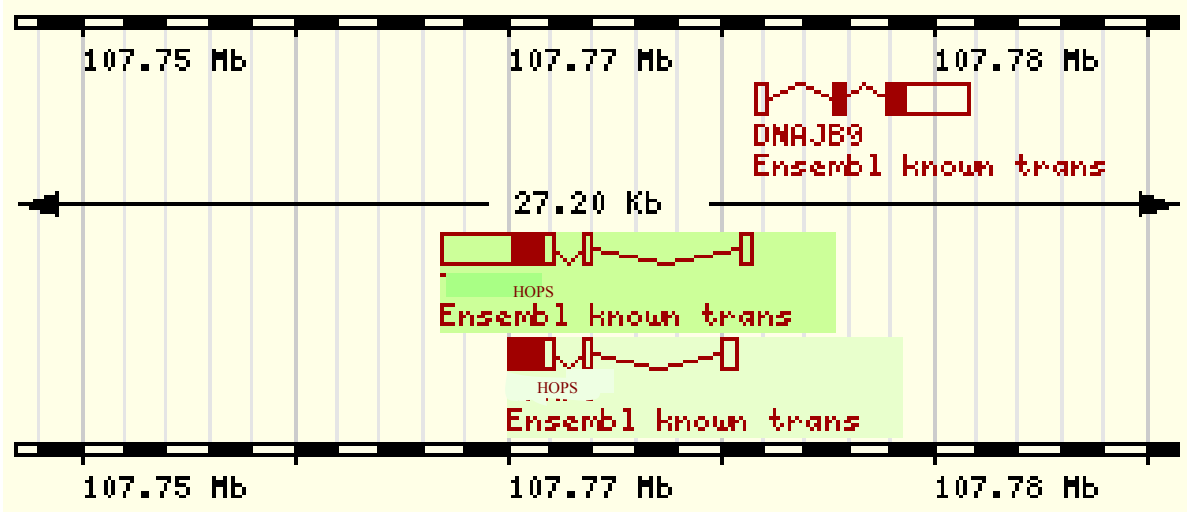 107.75 Mb 107.77 Mb 107.78 Mb
DNAJB9
Ensembl known trans
27.20 Kb
HOPS
Ensembl known trans
HOPS
Ensembl known trans
107.75 Mb 107.77 Mb 107.78 Mb